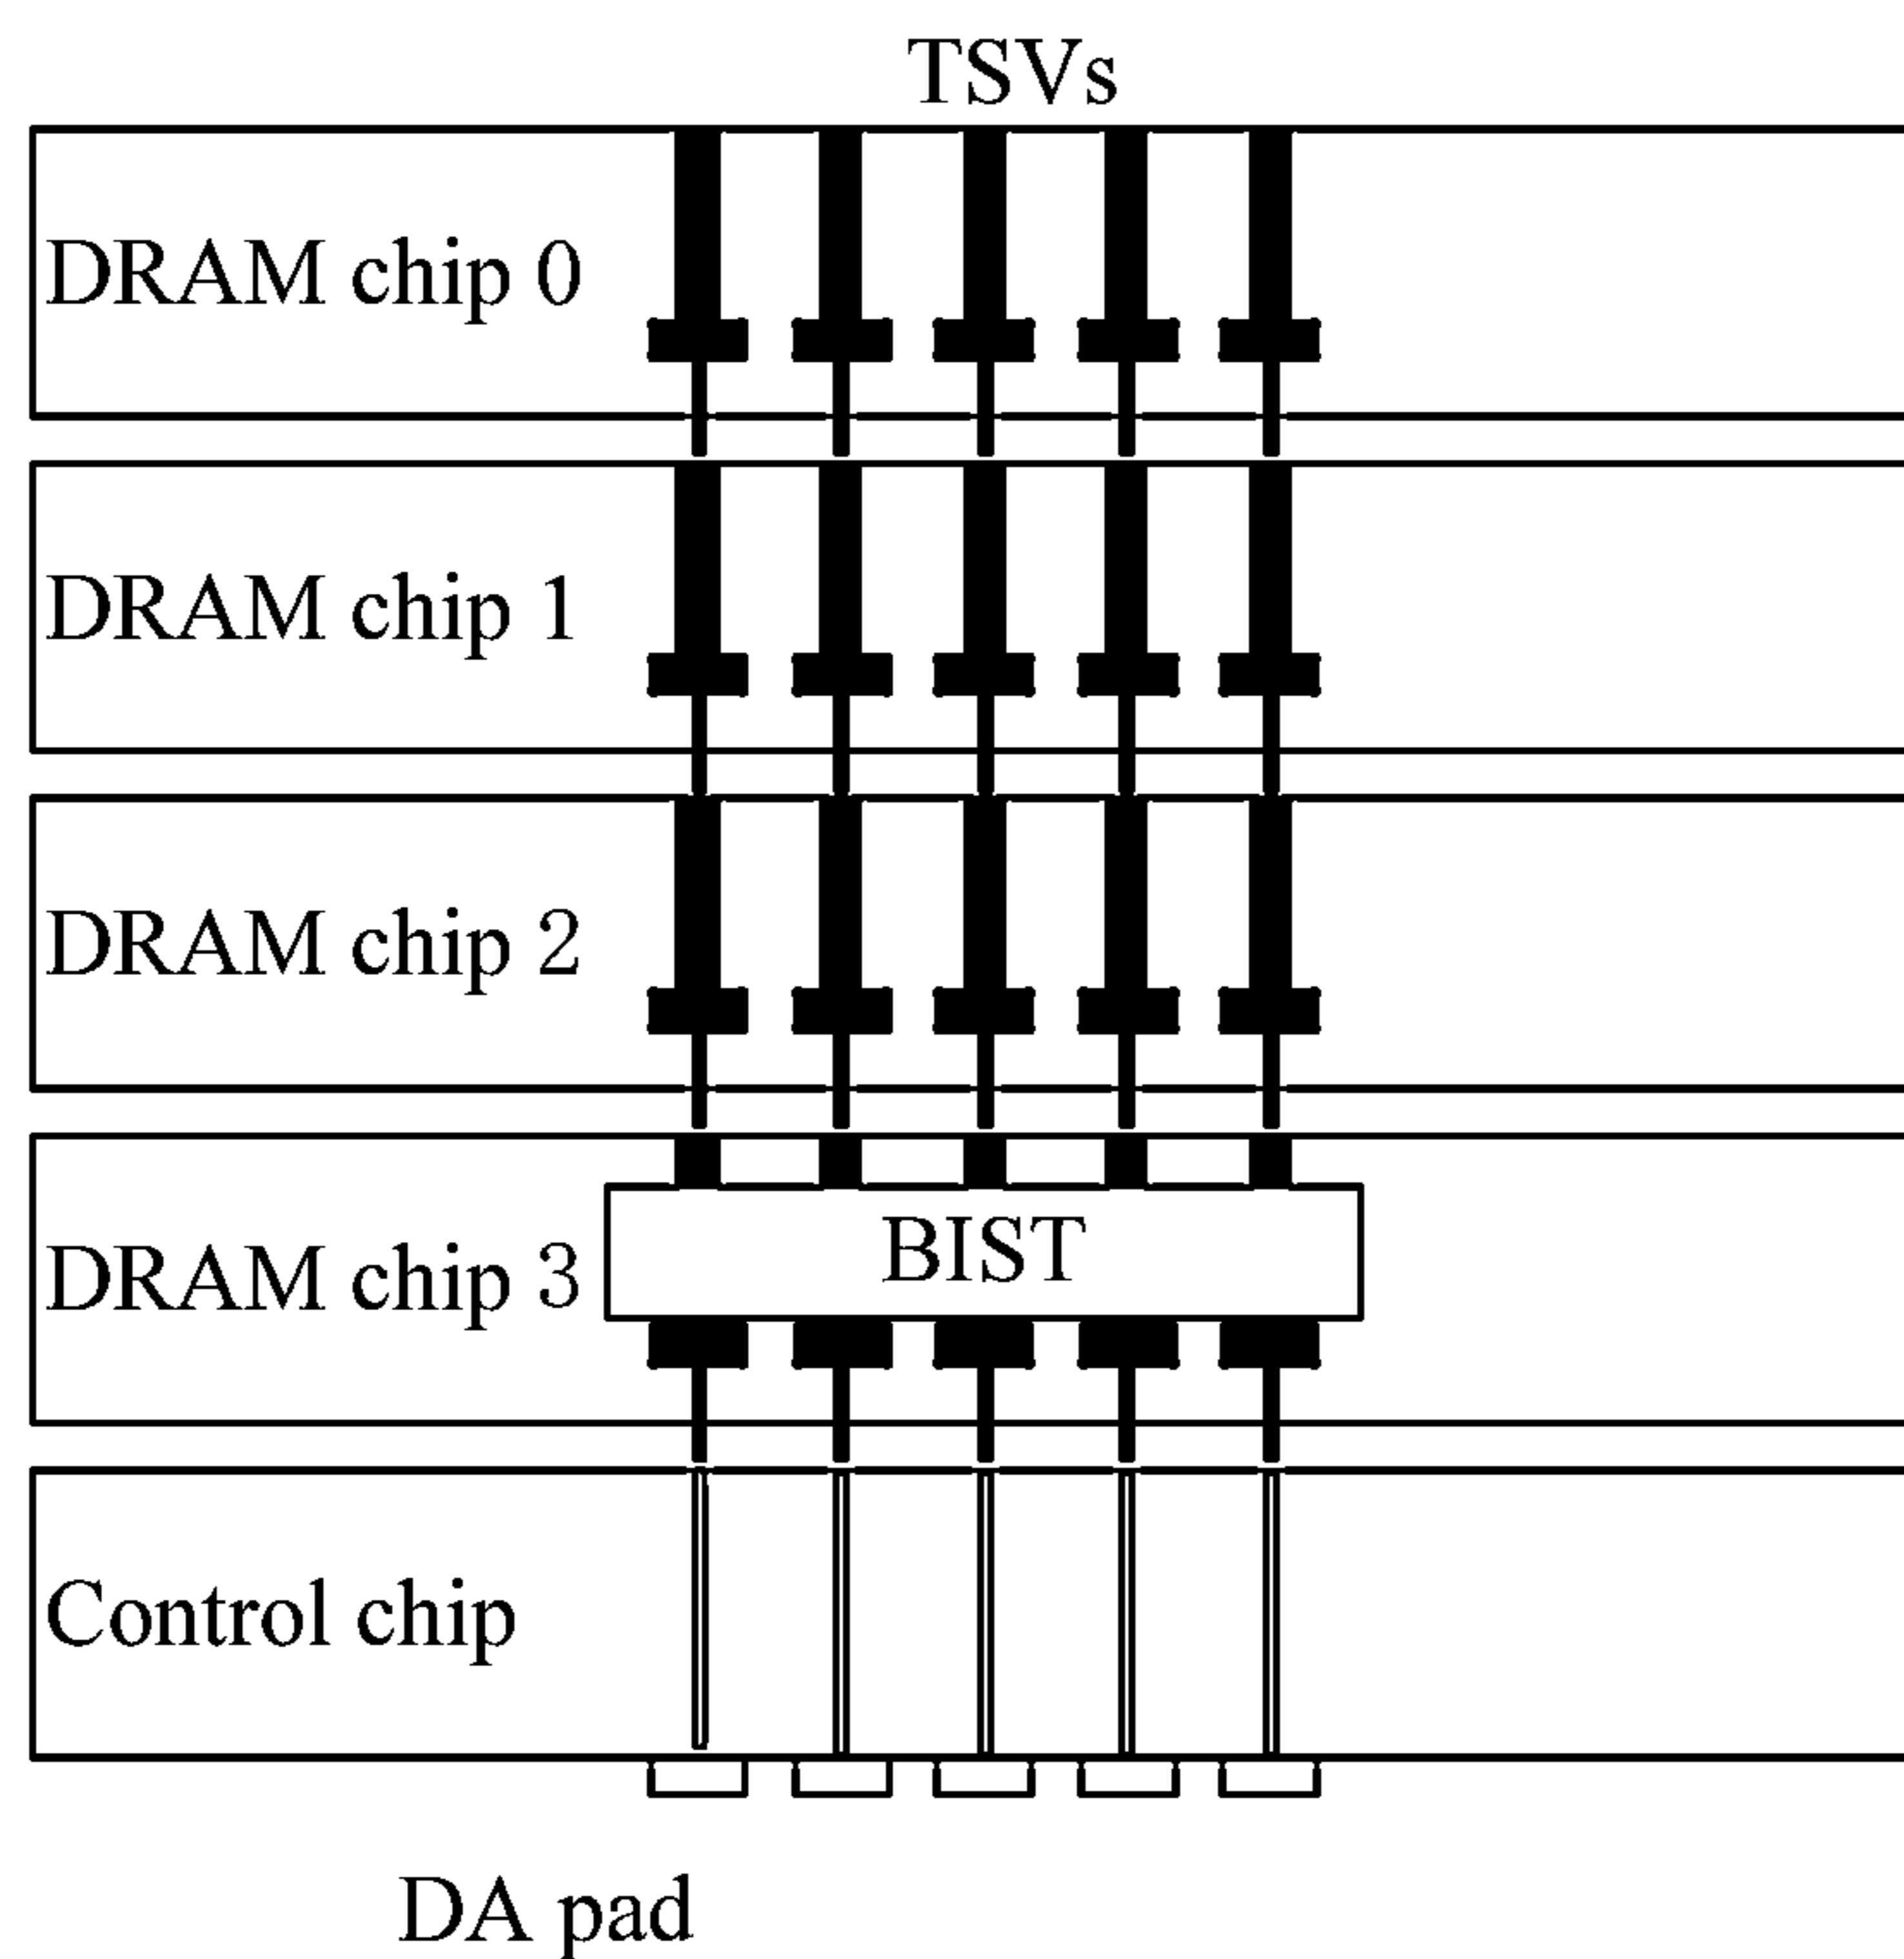 TSVs
DRAM chip 0
DRAM chip 1
DRAM chip 2
DRAM chip 3
BIST
Control chip
DA pad